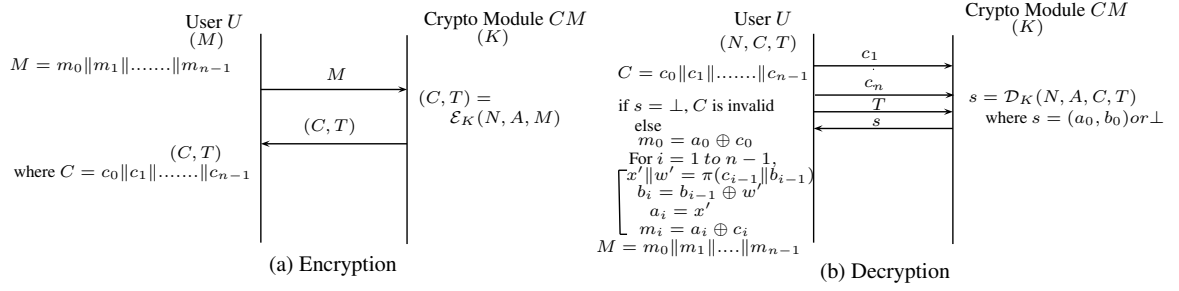 User U
(M)
Crypto Module CM
(K)
M = m₀‖m₁‖.......‖mₙ₋₁
M
(C, T) =
ℰ_K(N, A, M)
(C, T)
(C, T)
where C = c₀‖c₁‖.......‖cₙ₋₁
(a) Encryption
User U
(N, C, T)
Crypto Module CM
(K)
C = c₀‖c₁‖.......‖cₙ₋₁
c₁
.
cₙ
T
s
if s = ⊥, C is invalid
else
m₀ = a₀ ⊕ c₀
For i = 1 to n − 1,
x′‖w′ = π(cᵢ₋₁‖bᵢ₋₁)
bᵢ = bᵢ₋₁ ⊕ w′
aᵢ = x′
mᵢ = aᵢ ⊕ cᵢ
M = m₀‖m₁‖....‖mₙ₋₁
s = 𝒟_K(N, A, C, T)
where s = (a₀, b₀)or⊥
(b) Decryption